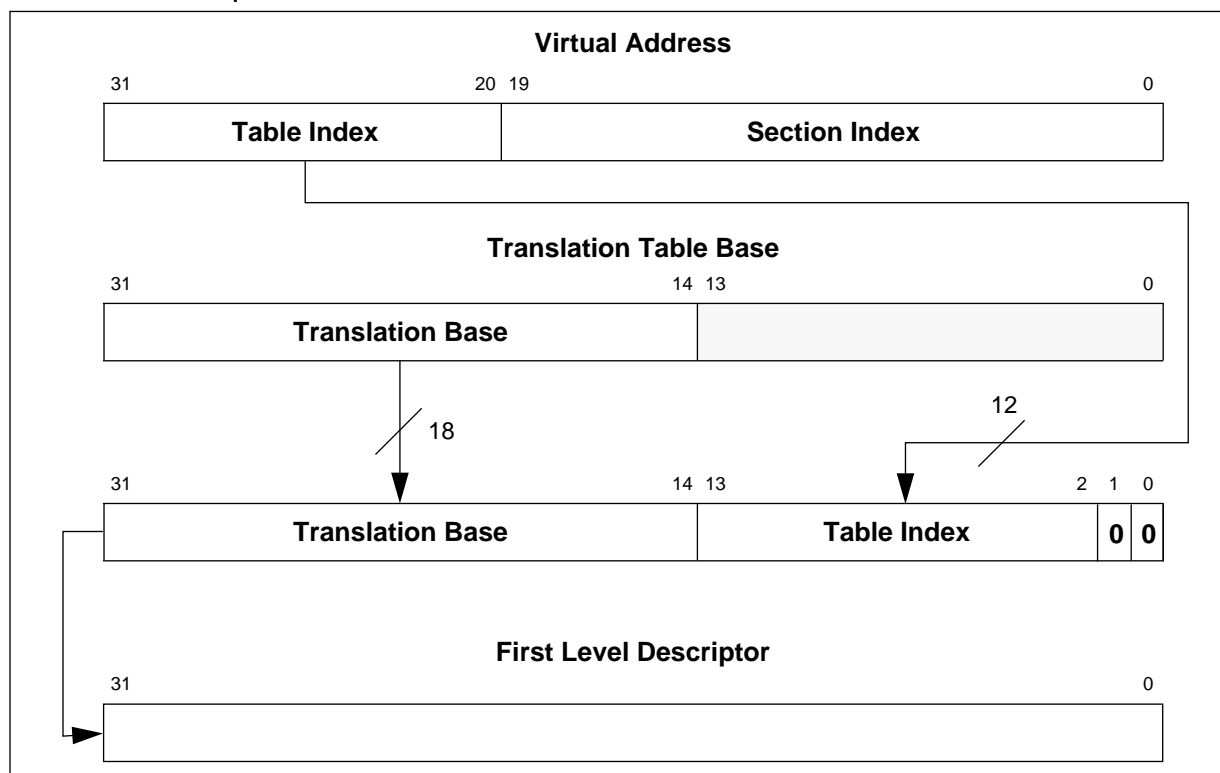 Virtual Address
31 20 19 0
Table Index Section Index
Translation Table Base
31 14 13 0
Translation Base
18 12
31 14 13 2 1 0
Translation Base Table Index 0 0
First Level Descriptor
31 0